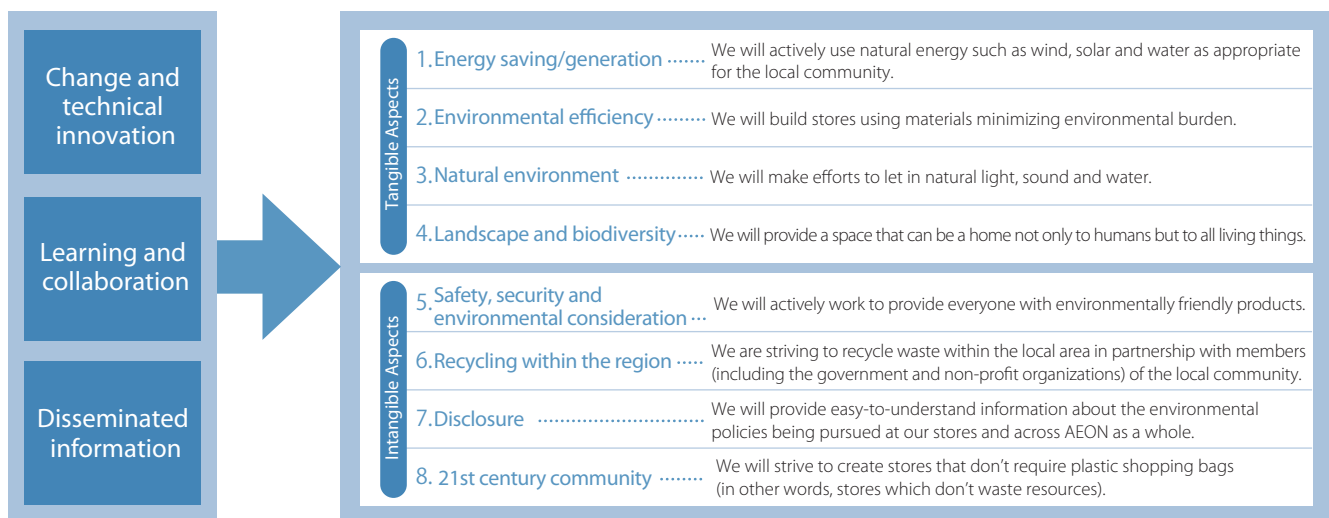 Change and
technical
innovation
Learning and
collaboration
Disseminated
information
Tangible Aspects
1. Energy saving/generation ······· We will actively use natural energy such as wind, solar and water as appropriate
for the local community.
2. Environmental efficiency ········· We will build stores using materials minimizing environmental burden.
3. Natural environment ·············· We will make efforts to let in natural light, sound and water.
4. Landscape and biodiversity ····· We will provide a space that can be a home not only to humans but to all living things.
Intangible Aspects
5. Safety, security and
environmental consideration ··· We will actively work to provide everyone with environmentally friendly products.
6. Recycling within the region ····· We are striving to recycle waste within the local area in partnership with members
(including the government and non-profit organizations) of the local community.
7. Disclosure ··························· We will provide easy-to-understand information about the environmental
policies being pursued at our stores and across AEON as a whole.
8. 21st century community ········ We will strive to create stores that don't require plastic shopping bags
(in other words, stores which don't waste resources).